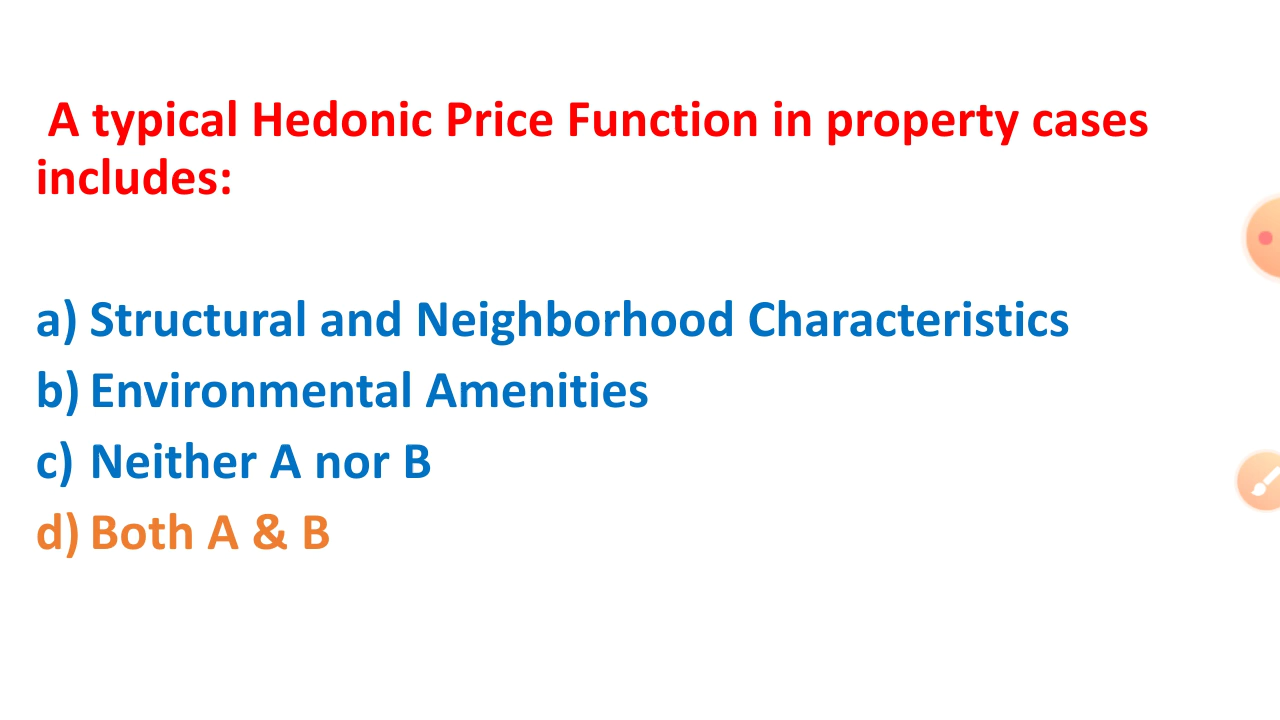 A typical Hedonic Price Function in property cases
includes:
a) Structural and Neighborhood Characteristics
b) Environmental Amenities
c) Neither A nor B
d) Both A & B